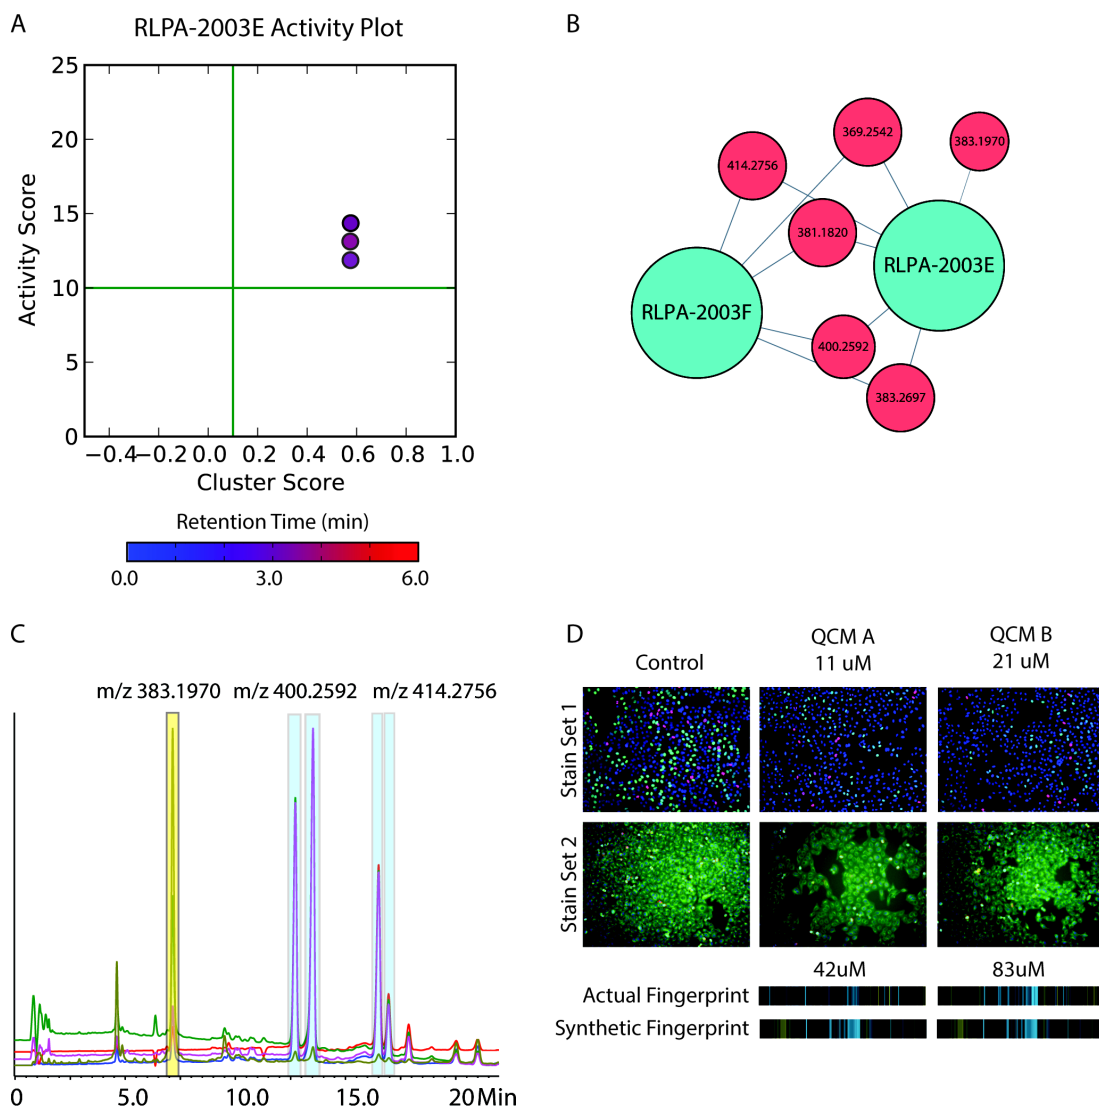 A
RLPA-2003E Activity Plot
25
20
15
10
5
0
Activity Score
−0.4 −0.2 0.0 0.2 0.4 0.6 0.8 1.0
Cluster Score
Retention Time (min)
0.0 3.0 6.0
B
369.2542
383.1970
414.2756
381.1820
RLPA-2003E
RLPA-2003F
400.2592
383.2697
C
m/z 383.1970 m/z 400.2592 m/z 414.2756
0 5.0 10.0 15.0 20 Min
D
Control
QCM A
11 uM
QCM B
21 uM
Stain Set 1
Stain Set 2
42uM
83uM
Actual Fingerprint
Synthetic Fingerprint